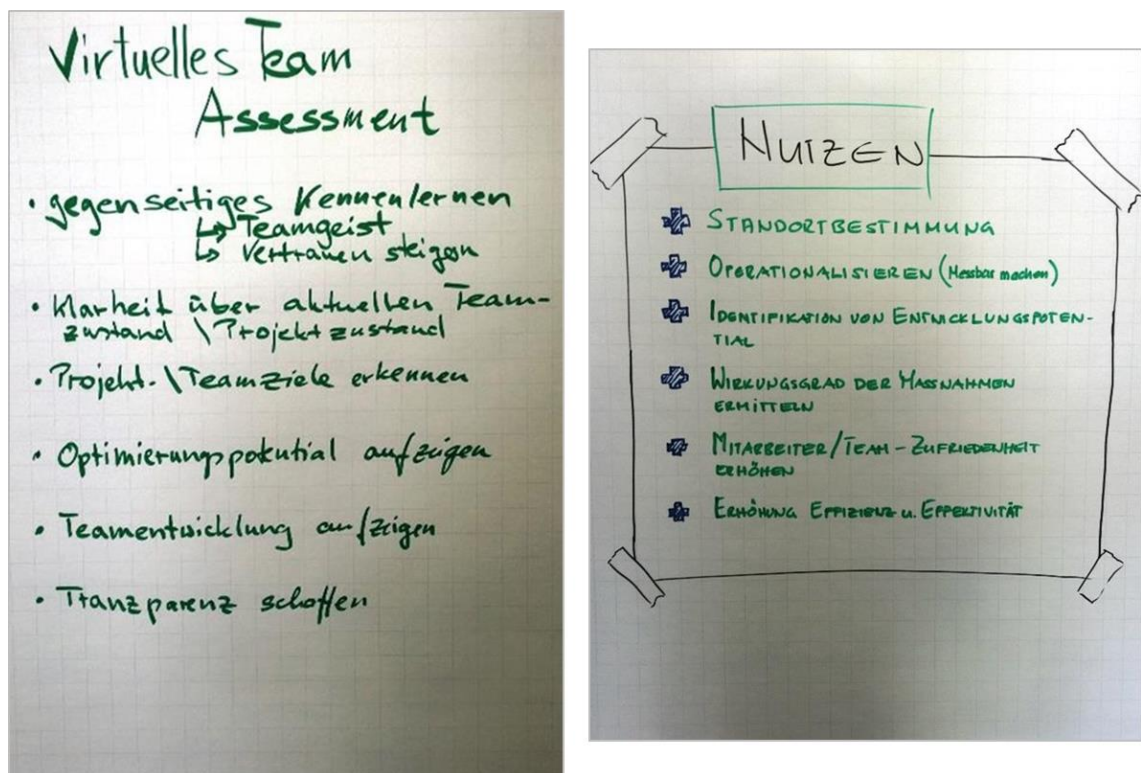 Virtuelles Team
Assessment
• gegenseitiges Kennenlernen
↳ Teamgeist
↳ Vertrauen steigern
• Klarheit über aktuellen Team-
zustand \ Projektzustand
• Projekt- \ Teamziele erkennen
• Optimierungspotential aufzeigen
• Teamentwicklung aufzeigen
• Tranzparenz schaffen
NUTZEN
STANDORTBESTIMMUNG
OPERATIONALISIEREN (Messbar machen)
IDENTIFIKATION VON ENTWICKLUNGSPOTEN-
TIAL
WIRKUNGSGRAD DER MASSNAHMEN
ERMITTELN
MITARBEITER/TEAM-ZUFRIEDENHEIT
ERHÖHEN
ERHÖHUNG EFFIZIENZ u. EFFEKTIVITÄT